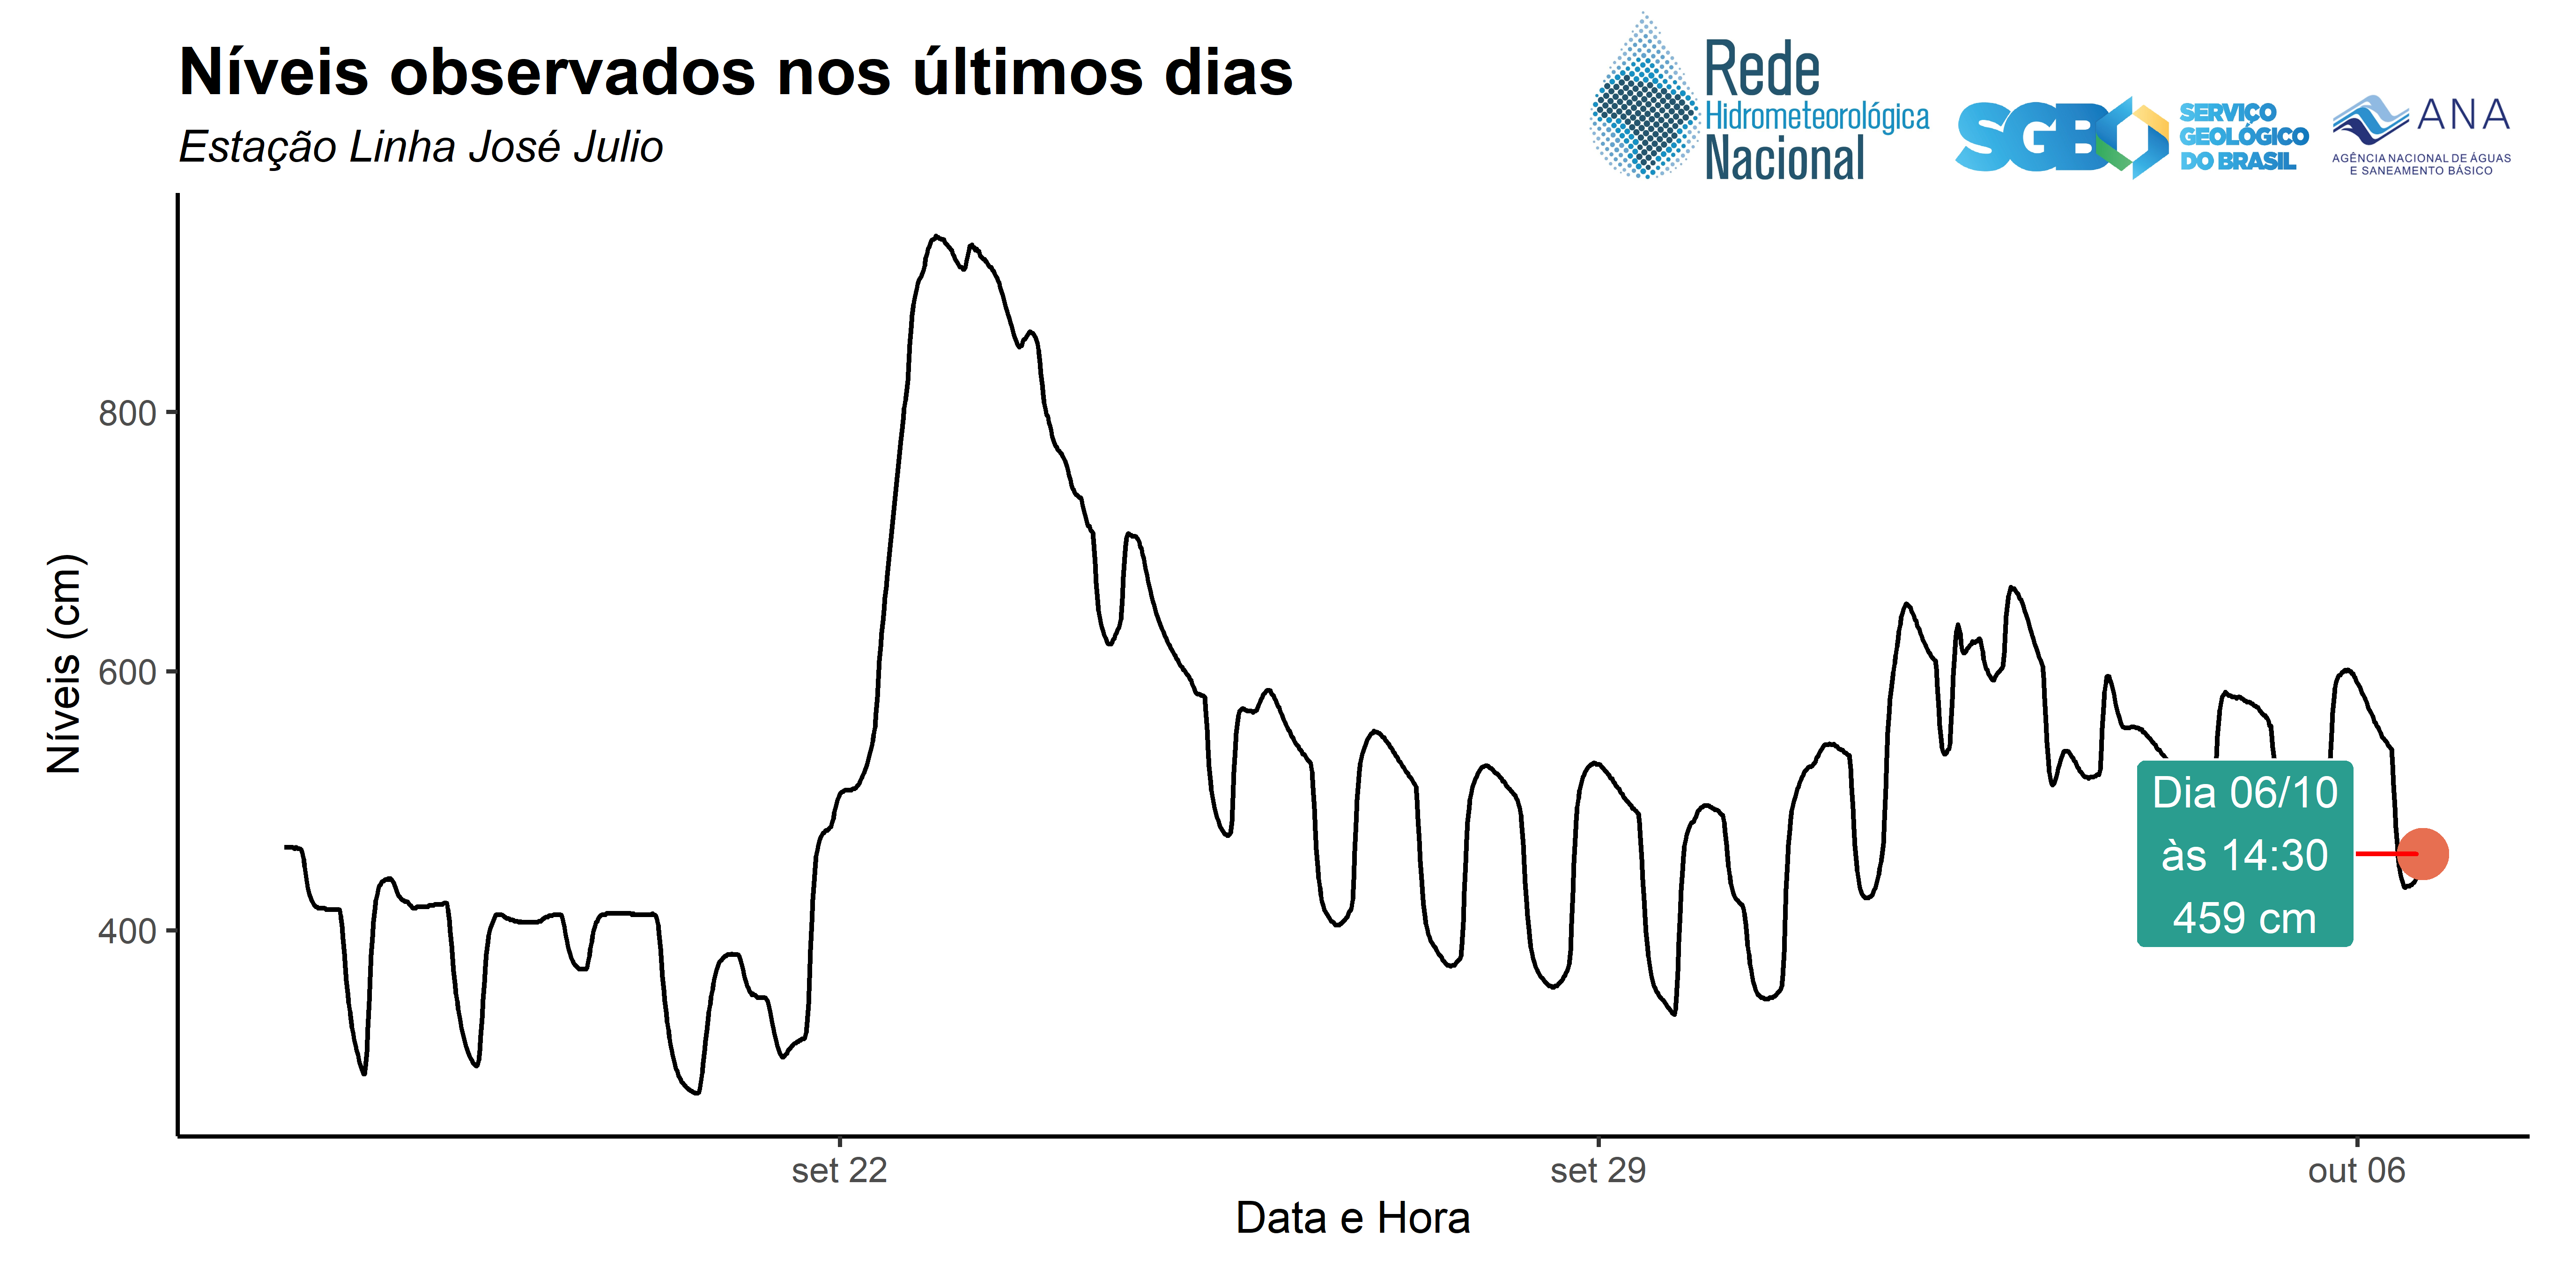 Níveis observados nos últimos dias
Estação Linha José Julio
Rede
Hidrometeorológica
Nacional
SGB
SERVIÇO
GEOLÓGICO
DO BRASIL
ANA
AGÊNCIA NACIONAL DE ÁGUAS
E SANEAMENTO BÁSICO
Níveis (cm)
800
600
400
Dia 06/10
às 14:30
459 cm
set 22
set 29
out 06
Data e Hora